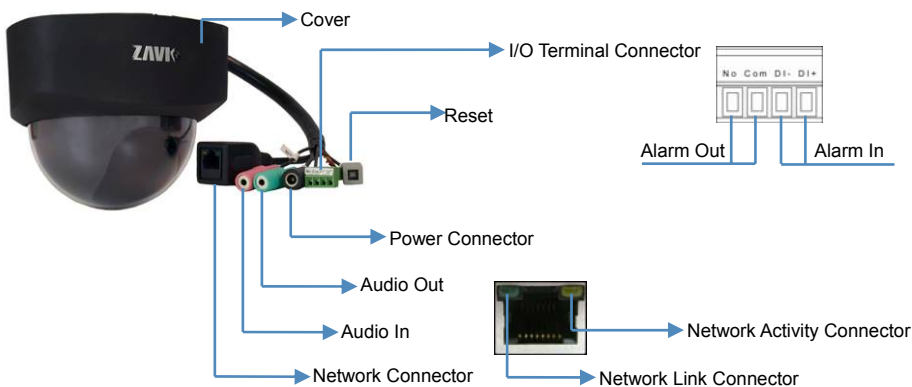 Cover
ZAVIO
I/O Terminal Connector
No Com DI- DI+
Reset
Alarm Out
Alarm In
Power Connector
Audio Out
Network Activity Connector
Audio In
Network Connector
Network Link Connector